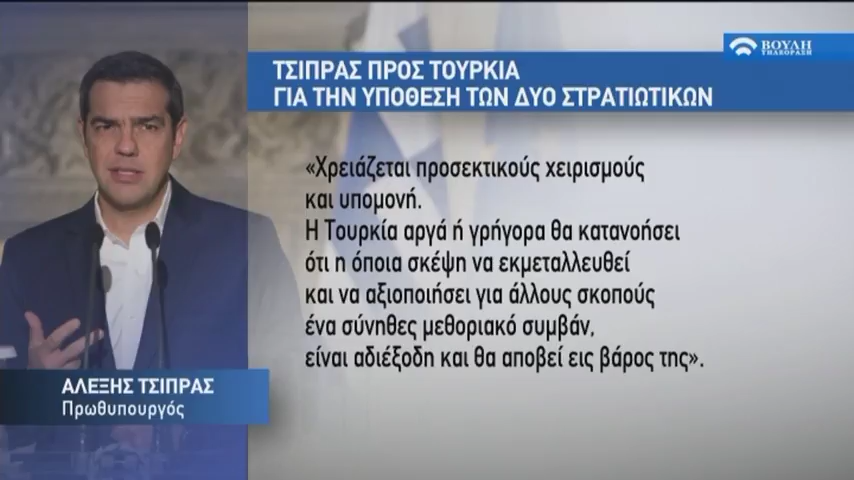 ΒΟΥΛΗ
ΤΗΛΕΟΡΑΣΗ
ΤΣΙΠΡΑΣ ΠΡΟΣ ΤΟΥΡΚΙΑ
ΓΙΑ ΤΗΝ ΥΠΟΘΕΣΗ ΤΩΝ ΔΥΟ ΣΤΡΑΤΙΩΤΙΚΩΝ
«Χρειάζεται προσεκτικούς χειρισμούς
και υπομονή.
Η Τουρκία αργά ή γρήγορα θα κατανοήσει
ότι η όποια σκέψη να εκμεταλλευθεί
και να αξιοποιήσει για άλλους σκοπούς
ένα σύνηθες μεθοριακό συμβάν,
είναι αδιέξοδη και θα αποβεί εις βάρος της».
ΑΛΕΞΗΣ ΤΣΙΠΡΑΣ
Πρωθυπουργός